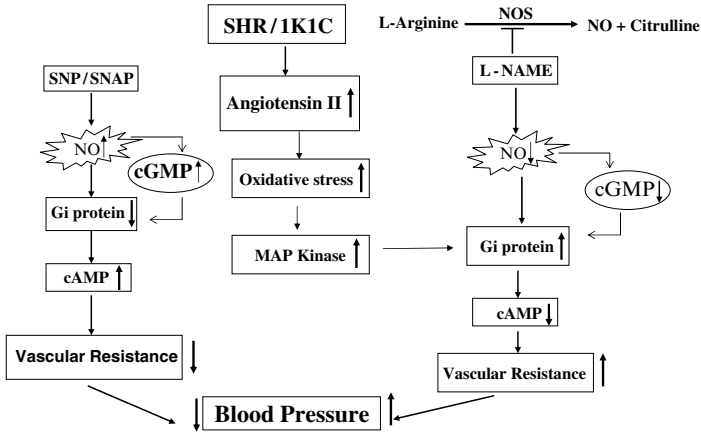 SHR / 1K1C
L-Arginine NOS NO + Citrulline
SNP/SNAP
L - NAME
Angiotensin II
NO
cGMP
NO
Oxidative stress
cGMP
Gi protein
MAP Kinase
Gi protein
cAMP
cAMP
Vascular Resistance
Vascular Resistance
Blood Pressure